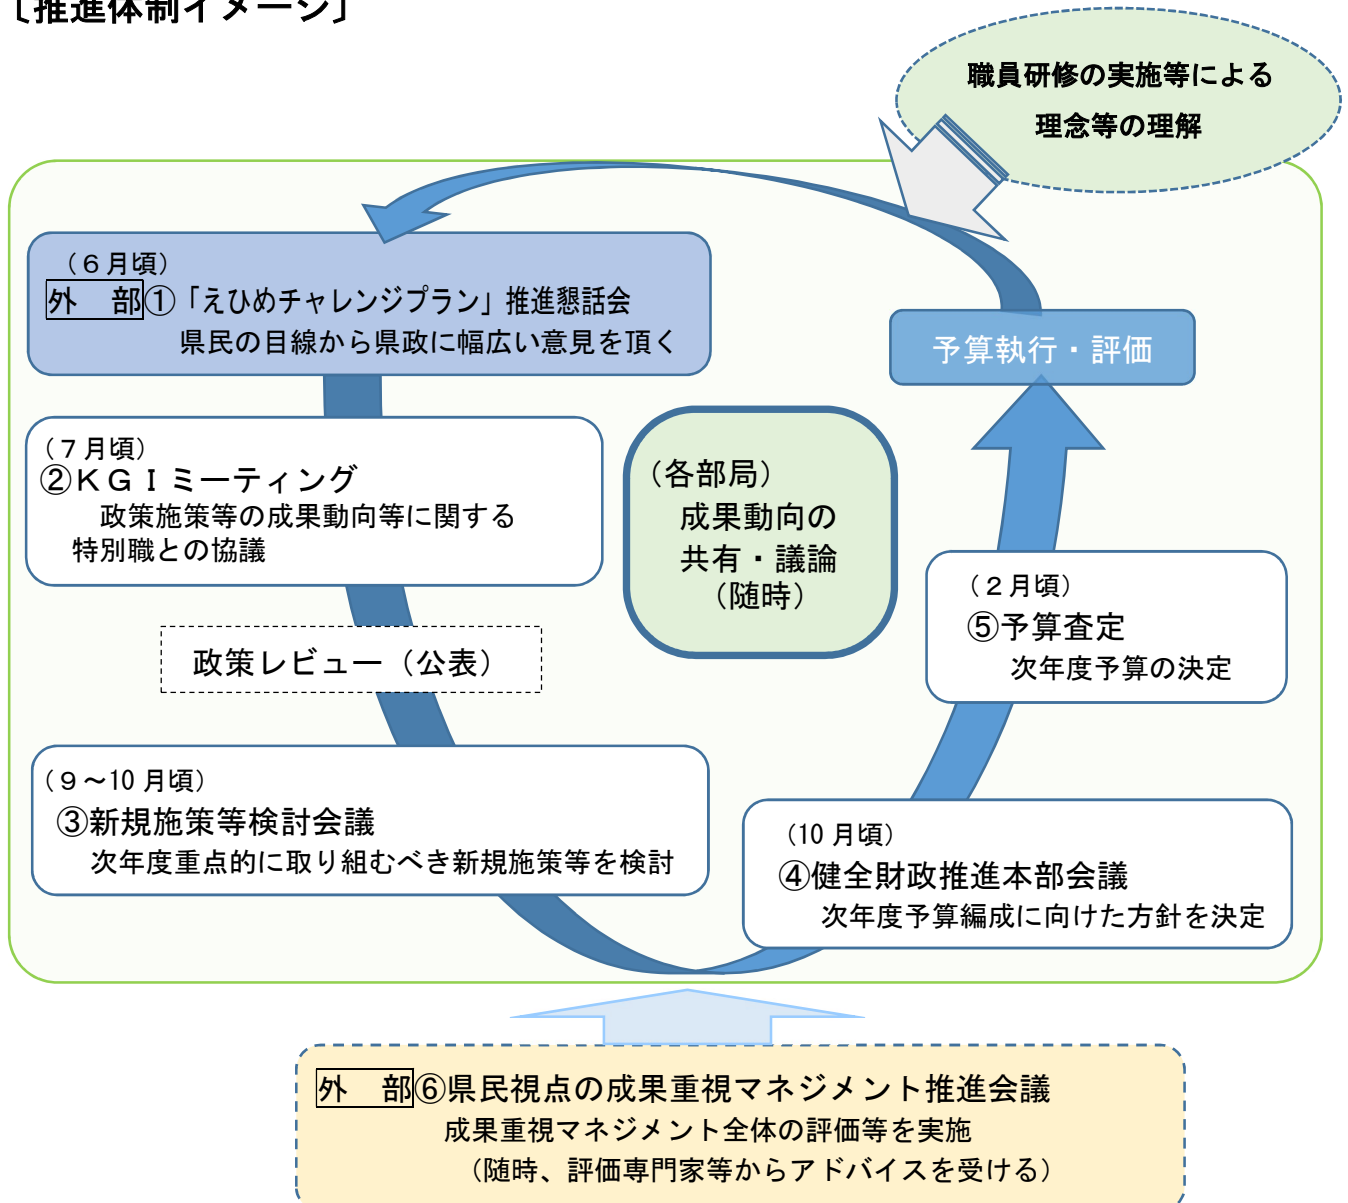 〔推進体制イメージ〕
職員研修の実施等による
理念等の理解
（６月頃）
外　部①「えひめチャレンジプラン」推進懇話会
県民の目線から県政に幅広い意見を頂く
予算執行・評価
（７月頃）
②ＫＧＩミーティング
政策施策等の成果動向等に関する
特別職との協議
（各部局）
成果動向の
共有・議論
（随時）
政策レビュー（公表）
（２月頃）
⑤予算査定
次年度予算の決定
（９～10 月頃）
③新規施策等検討会議
次年度重点的に取り組むべき新規施策等を検討
（10 月頃）
④健全財政推進本部会議
次年度予算編成に向けた方針を決定
外　部⑥県民視点の成果重視マネジメント推進会議
成果重視マネジメント全体の評価等を実施
（随時、評価専門家等からアドバイスを受ける）